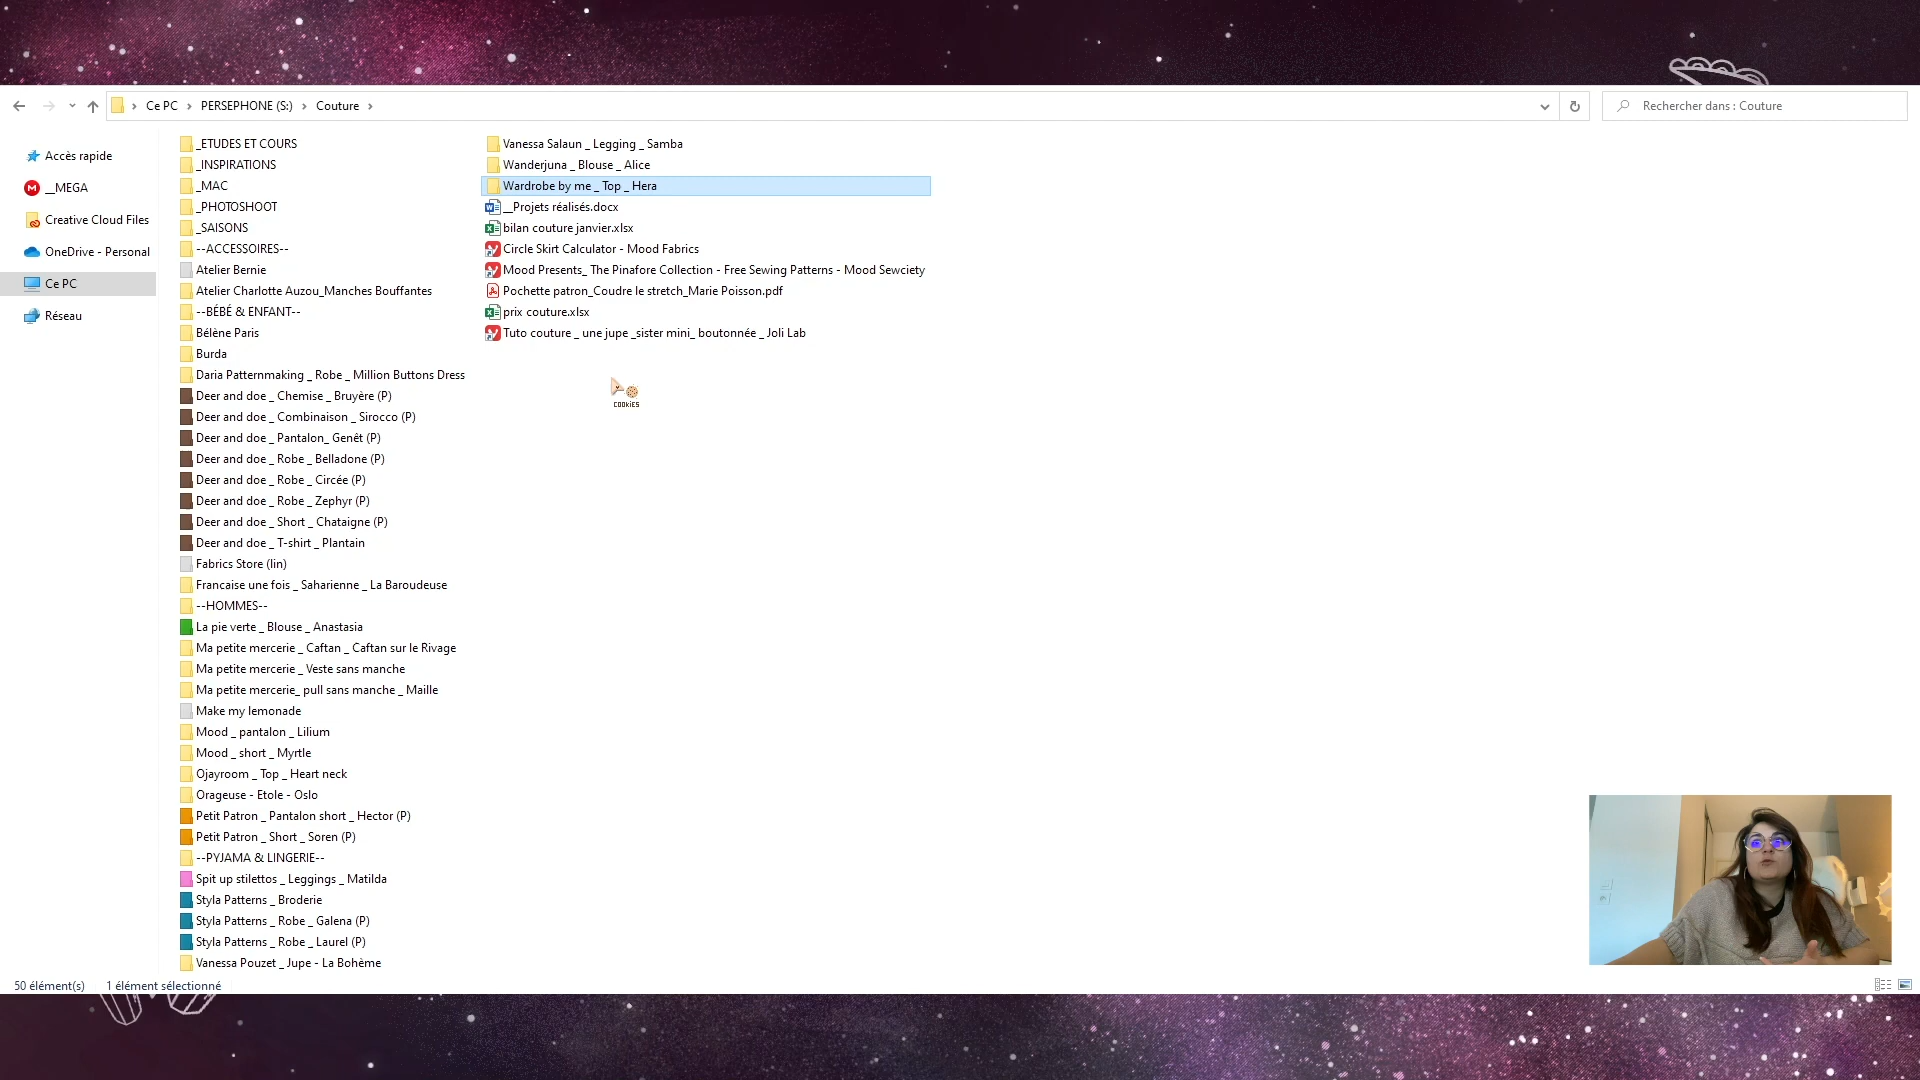 Ce PC
PERSEPHONE (S:)
Couture
Rechercher dans : Couture
Accès rapide
__MEGA
Creative Cloud Files
OneDrive - Personal
Ce PC
Réseau
_ETUDES ET COURS
_INSPIRATIONS
_MAC
_PHOTOSHOOT
_SAISONS
--ACCESSOIRES--
Atelier Bernie
Atelier Charlotte Auzou_Manches Bouffantes
--BÉBÉ & ENFANT--
Bélène Paris
Burda
Daria Patternmaking _ Robe _ Million Buttons Dress
Deer and doe _ Chemise _ Bruyère (P)
Deer and doe _ Combinaison _ Sirocco (P)
Deer and doe _ Pantalon_ Genêt (P)
Deer and doe _ Robe _ Belladone (P)
Deer and doe _ Robe _ Circée (P)
Deer and doe _ Robe _ Zephyr (P)
Deer and doe _ Short _ Chataigne (P)
Deer and doe _ T-shirt _ Plantain
Fabrics Store (lin)
Francaise une fois _ Saharienne _ La Baroudeuse
--HOMMES--
La pie verte _ Blouse _ Anastasia
Ma petite mercerie _ Caftan _ Caftan sur le Rivage
Ma petite mercerie _ Veste sans manche
Ma petite mercerie_ pull sans manche _ Maille
Make my lemonade
Mood _ pantalon _ Lilium
Mood _ short _ Myrtle
Ojayroom _ Top _ Heart neck
Orageuse - Etole - Oslo
Petit Patron _ Pantalon short _ Hector (P)
Petit Patron _ Short _ Soren (P)
--PYJAMA & LINGERIE--
Spit up stilettos _ Leggings _ Matilda
Styla Patterns _ Broderie
Styla Patterns _ Robe _ Galena (P)
Styla Patterns _ Robe _ Laurel (P)
Vanessa Pouzet _ Jupe - La Bohème
Vanessa Salaun _ Legging _ Samba
Wanderjuna _ Blouse _ Alice
Wardrobe by me _ Top _ Hera
__Projets réalisés.docx
bilan couture janvier.xlsx
Circle Skirt Calculator - Mood Fabrics
Mood Presents_ The Pinafore Collection - Free Sewing Patterns - Mood Sewciety
Pochette patron_Coudre le stretch_Marie Poisson.pdf
prix couture.xlsx
Tuto couture _ une jupe _sister mini_ boutonnée _ Joli Lab
COOKIES
50 élément(s)
1 élément sélectionné